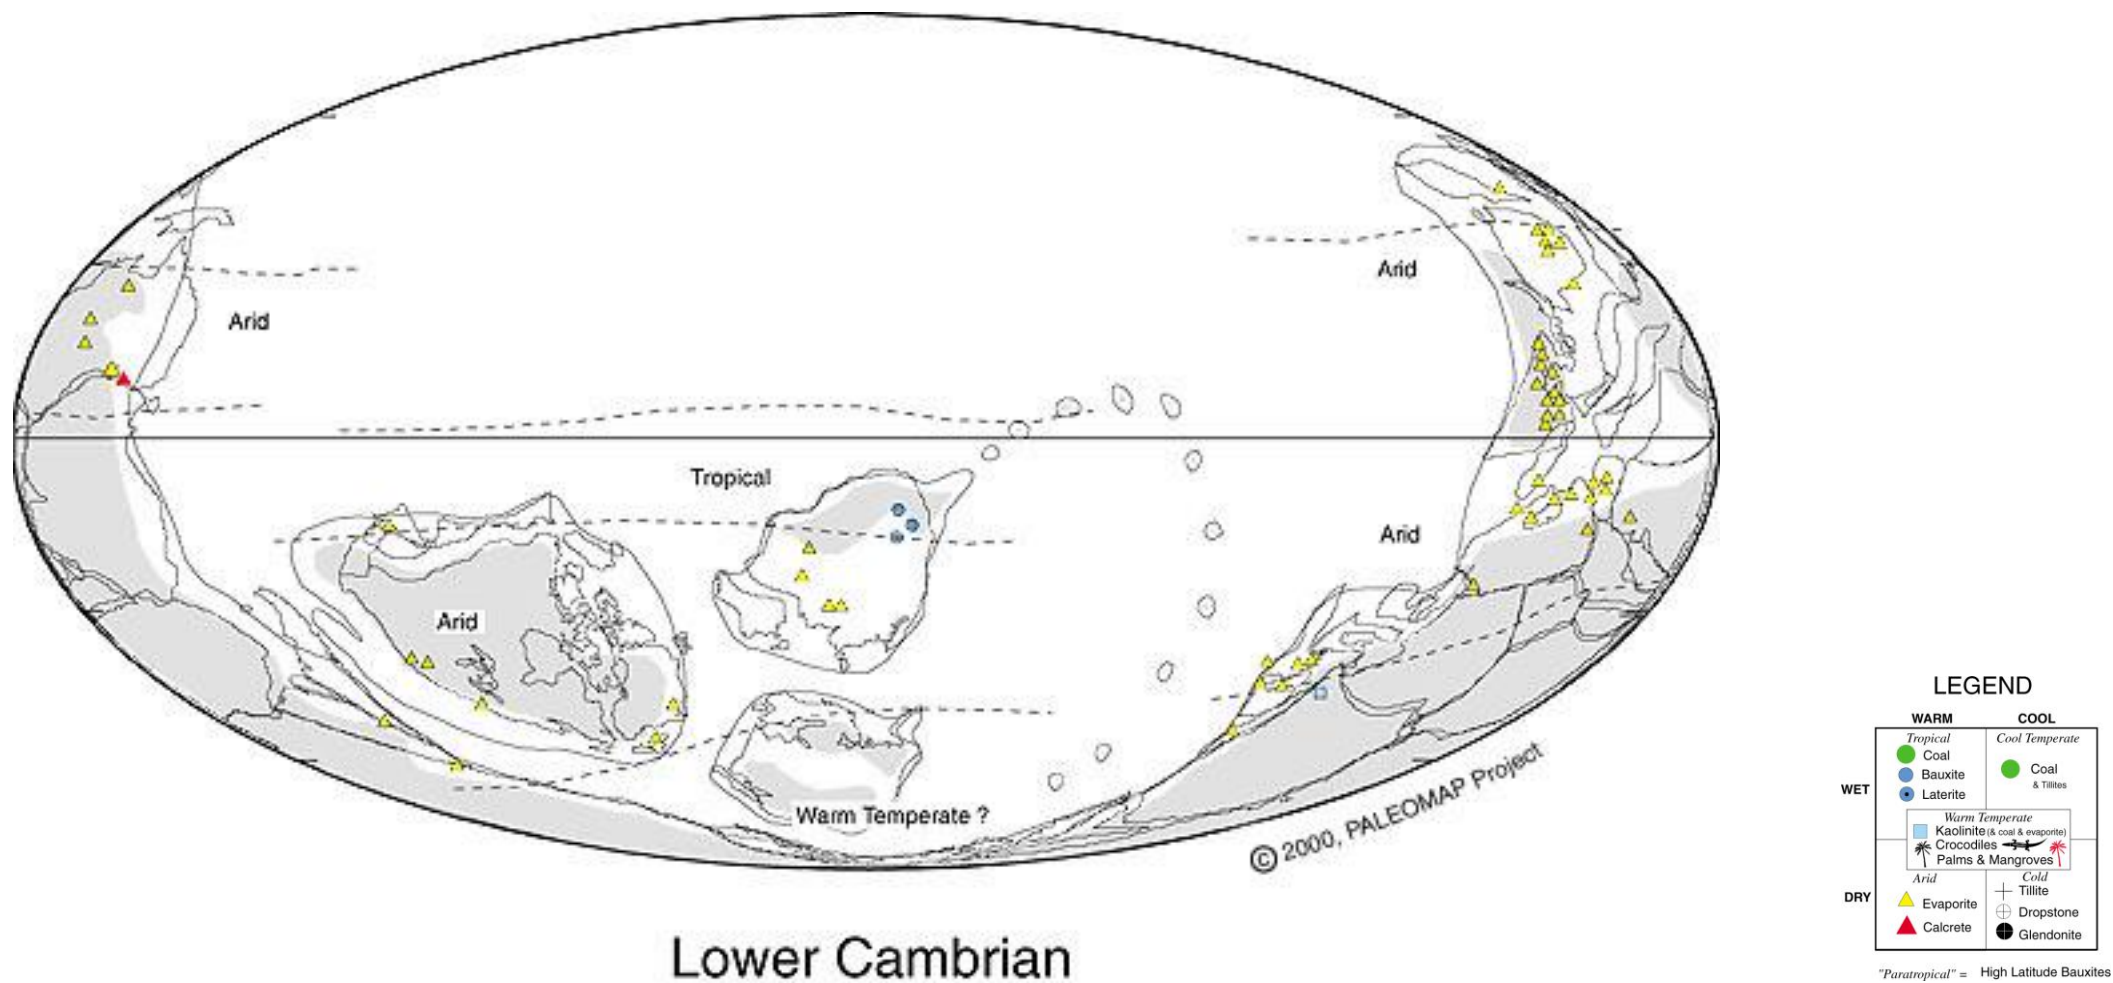 Arid
Arid
Tropical
Arid
Arid
Warm Temperate ?
© 2000, PALEOMAP Project
Lower Cambrian
LEGEND
WARM COOL
Tropical Cool Temperate
Coal
Bauxite Coal
Laterite & Tillites
WET
Warm Temperate
Kaolinite (& coal & evaporite)
Crocodiles
Palms & Mangroves
Arid Cold
DRY
Tillite
Evaporite Dropstone
Calcrete Glendonite
"Paratropical" = High Latitude Bauxites